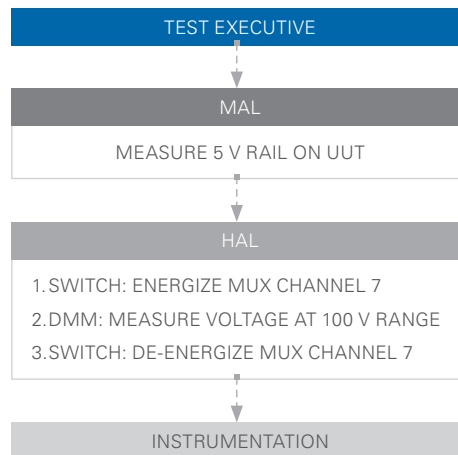 TEST EXECUTIVE
MAL
MEASURE 5 V RAIL ON UUT
HAL
1. SWITCH: ENERGIZE MUX CHANNEL 7
2. DMM: MEASURE VOLTAGE AT 100 V RANGE
3. SWITCH: DE-ENERGIZE MUX CHANNEL 7
INSTRUMENTATION